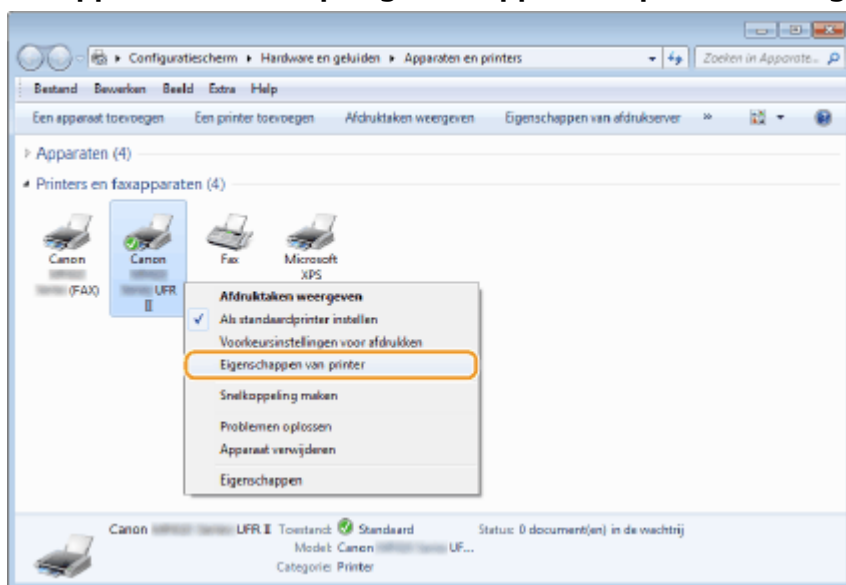 Configuratiescherm ▸ Hardware en geluiden ▸ Apparaten en printers
Zoeken in Apparate...
Bestand Bewerken Beeld Extra Help
Een apparaat toevoegen Een printer toevoegen Afdruktaken weergeven Eigenschappen van afdrukserver »
Apparaten (4)
Printers en faxapparaten (4)
Canon
(FAX)
Canon
UFR
II
Fax
Microsoft
XPS
Afdruktaken weergeven
Als standaardprinter instellen
Voorkeursinstellingen voor afdrukken
Eigenschappen van printer
Snelkoppeling maken
Problemen oplossen
Apparaat verwijderen
Eigenschappen
Canon UFR II Toestand: Standaard Status: 0 document(en) in de wachtrij
Model: Canon UF...
Categorie: Printer